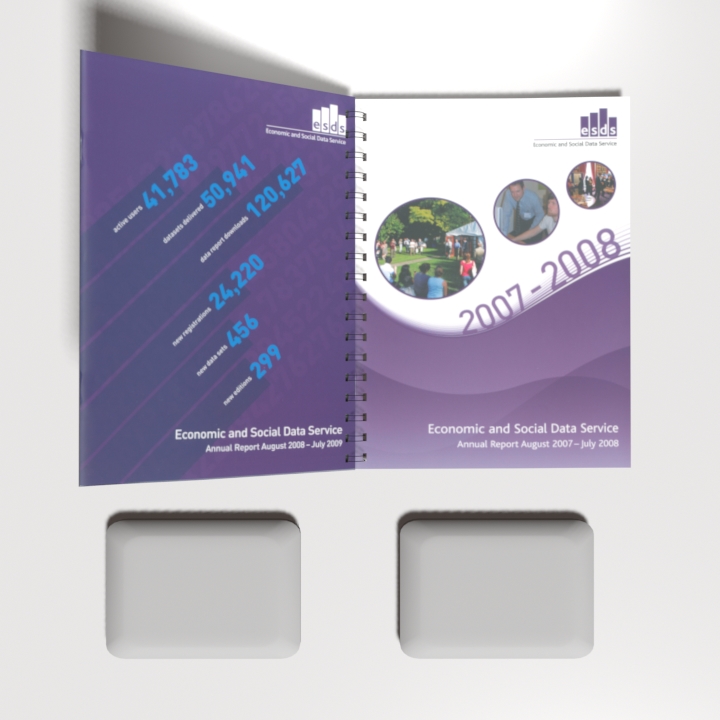 esds
Economic and Social Data Service
active users 41,783
datasets delivered 50,941
data report downloads 120,627
new registrations 24,220
new data sets 456
new editions 299
Economic and Social Data Service
Annual Report August 2008 – July 2009
esds
Economic and Social Data Service
2007 - 2008
Economic and Social Data Service
Annual Report August 2007 – July 2008